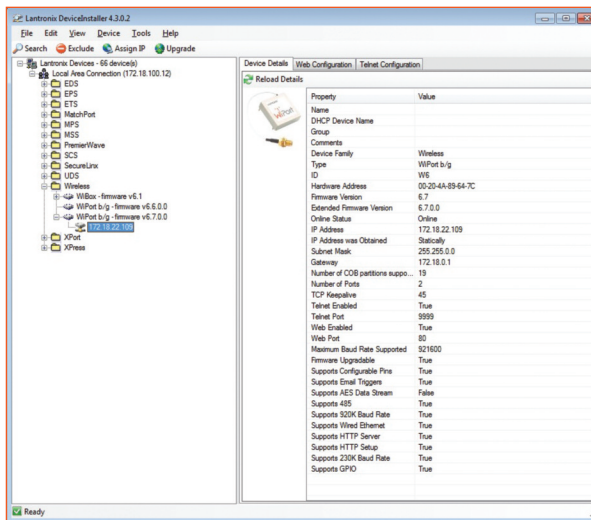 Lantronix DeviceInstaller 4.3.0.2
File Edit View Device Tools Help
Search Exclude Assign IP Upgrade
Lantronix Devices - 66 device(s)
Local Area Connection (172.18.100.12)
EDS
EPS
ETS
MatchPort
MPS
MSS
PremierWave
SCS
SecureLinx
UDS
Wireless
WiBox - firmware v6.1
WiPort b/g - firmware v6.6.0.0
WiPort b/g - firmware v6.7.0.0
172.18.22.109
XPort
XPress
Device Details Web Configuration Telnet Configuration
Reload Details
WiPort
Property Value
Name
DHCP Device Name
Group
Comments
Device Family Wireless
Type WiPort b/g
ID W6
Hardware Address 00-20-4A-89-64-7C
Firmware Version 6.7
Extended Firmware Version 6.7.0.0
Online Status Online
IP Address 172.18.22.109
IP Address was Obtained Statically
Subnet Mask 255.255.0.0
Gateway 172.18.0.1
Number of COB partitions suppo... 19
Number of Ports 2
TCP Keepalive 45
Telnet Enabled True
Telnet Port 9999
Web Enabled True
Web Port 80
Maximum Baud Rate Supported 921600
Firmware Upgradable True
Supports Configurable Pins True
Supports Email Triggers True
Supports AES Data Stream False
Supports 485 True
Supports 920K Baud Rate True
Supports Wired Ethernet True
Supports HTTP Server True
Supports HTTP Setup True
Supports 230K Baud Rate True
Supports GPIO True
Ready